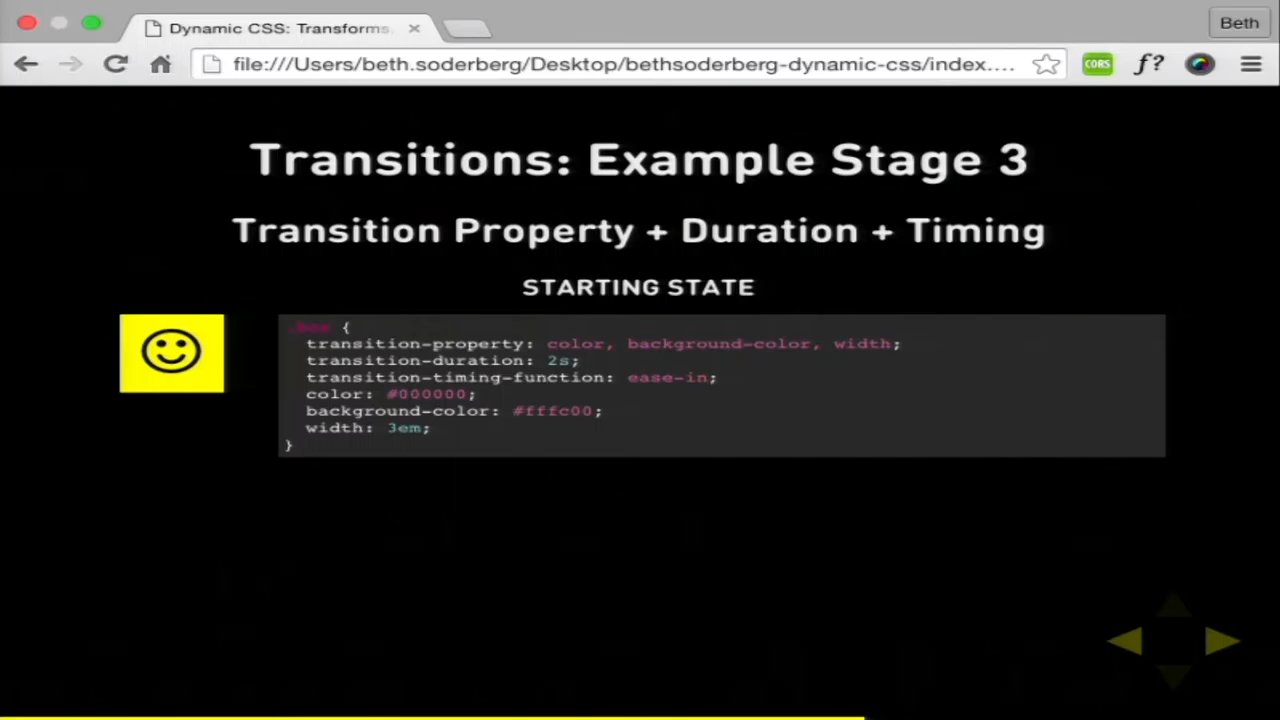 Dynamic CSS: Transforms
Beth
file:///Users/beth.soderberg/Desktop/bethsoderberg-dynamic-css/index....
CORS
f?
Transitions: Example Stage 3
Transition Property + Duration + Timing
STARTING STATE
.box {
transition-property: color, background-color, width;
transition-duration: 2s;
transition-timing-function: ease-in;
color: #000000;
background-color: #fffc00;
width: 3em;
}